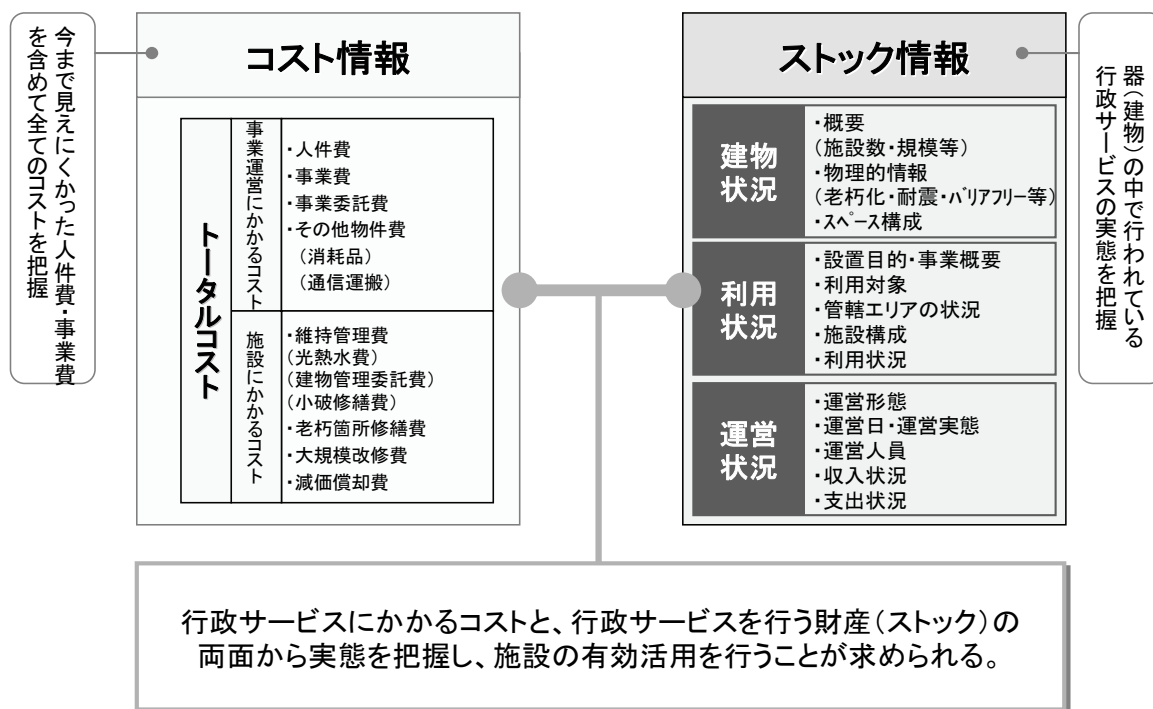 今まで見えにくかった人件費・事業費
を含めて全てのコストを把握
コスト情報
トータルコスト
事業運営にかかるコスト
・人件費
・事業費
・事業委託費
・その他物件費
（消耗品）
（通信運搬）
施設にかかるコスト
・維持管理費
(光熱水費)
(建物管理委託費)
(小破修繕費)
・老朽箇所修繕費
・大規模改修費
・減価償却費
ストック情報
建物
状況
・概要
(施設数・規模等)
・物理的情報
(老朽化・耐震・ﾊﾞﾘｱﾌﾘｰ等)
・ｽﾍﾟｰｽ構成
利用
状況
・設置目的・事業概要
・利用対象
・管轄エリアの状況
・施設構成
・利用状況
運営
状況
・運営形態
・運営日・運営実態
・運営人員
・収入状況
・支出状況
器（建物）の中で行われている
行政サービスの実態を把握
行政サービスにかかるコストと、行政サービスを行う財産（ストック）の
両面から実態を把握し、施設の有効活用を行うことが求められる。